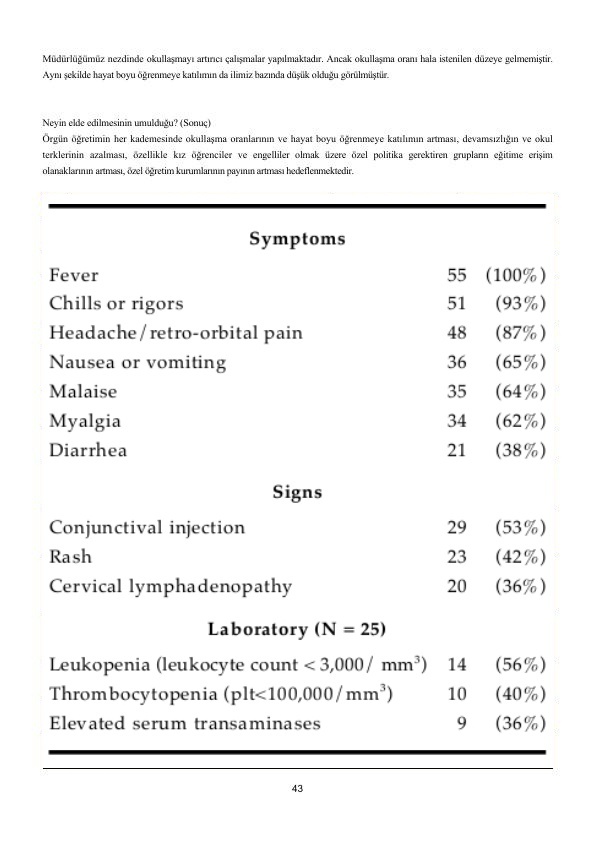 Müdürlüğümüz nezdinde okullaşmayı artırıcı çalışmalar yapılmaktadır. Ancak okullaşma oranı hala istenilen düzeye gelmemiştir.
Aynı şekilde hayat boyu öğrenmeye katılımın da ilimiz bazında düşük olduğu görülmüştür.
Neyin elde edilmesinin umulduğu? (Sonuç)
Örgün öğretimin her kademesinde okullaşma oranlarının ve hayat boyu öğrenmeye katılımın artması, devamsızlığın ve okul
terklerinin azalması, özellikle kız öğrenciler ve engelliler olmak üzere özel politika gerektiren grupların eğitime erişim
olanaklarının artması, özel öğretim kurumlarının payının artması hedeflenmektedir.
Symptoms
Fever 55 (100%)
Chills or rigors 51 (93%)
Headache/retro-orbital pain 48 (87%)
Nausea or vomiting 36 (65%)
Malaise 35 (64%)
Myalgia 34 (62%)
Diarrhea 21 (38%)
Signs
Conjunctival injection 29 (53%)
Rash 23 (42%)
Cervical lymphadenopathy 20 (36%)
Laboratory (N = 25)
Leukopenia (leukocyte count < 3,000/ mm³) 14 (56%)
Thrombocytopenia (plt<100,000/mm³) 10 (40%)
Elevated serum transaminases 9 (36%)
43